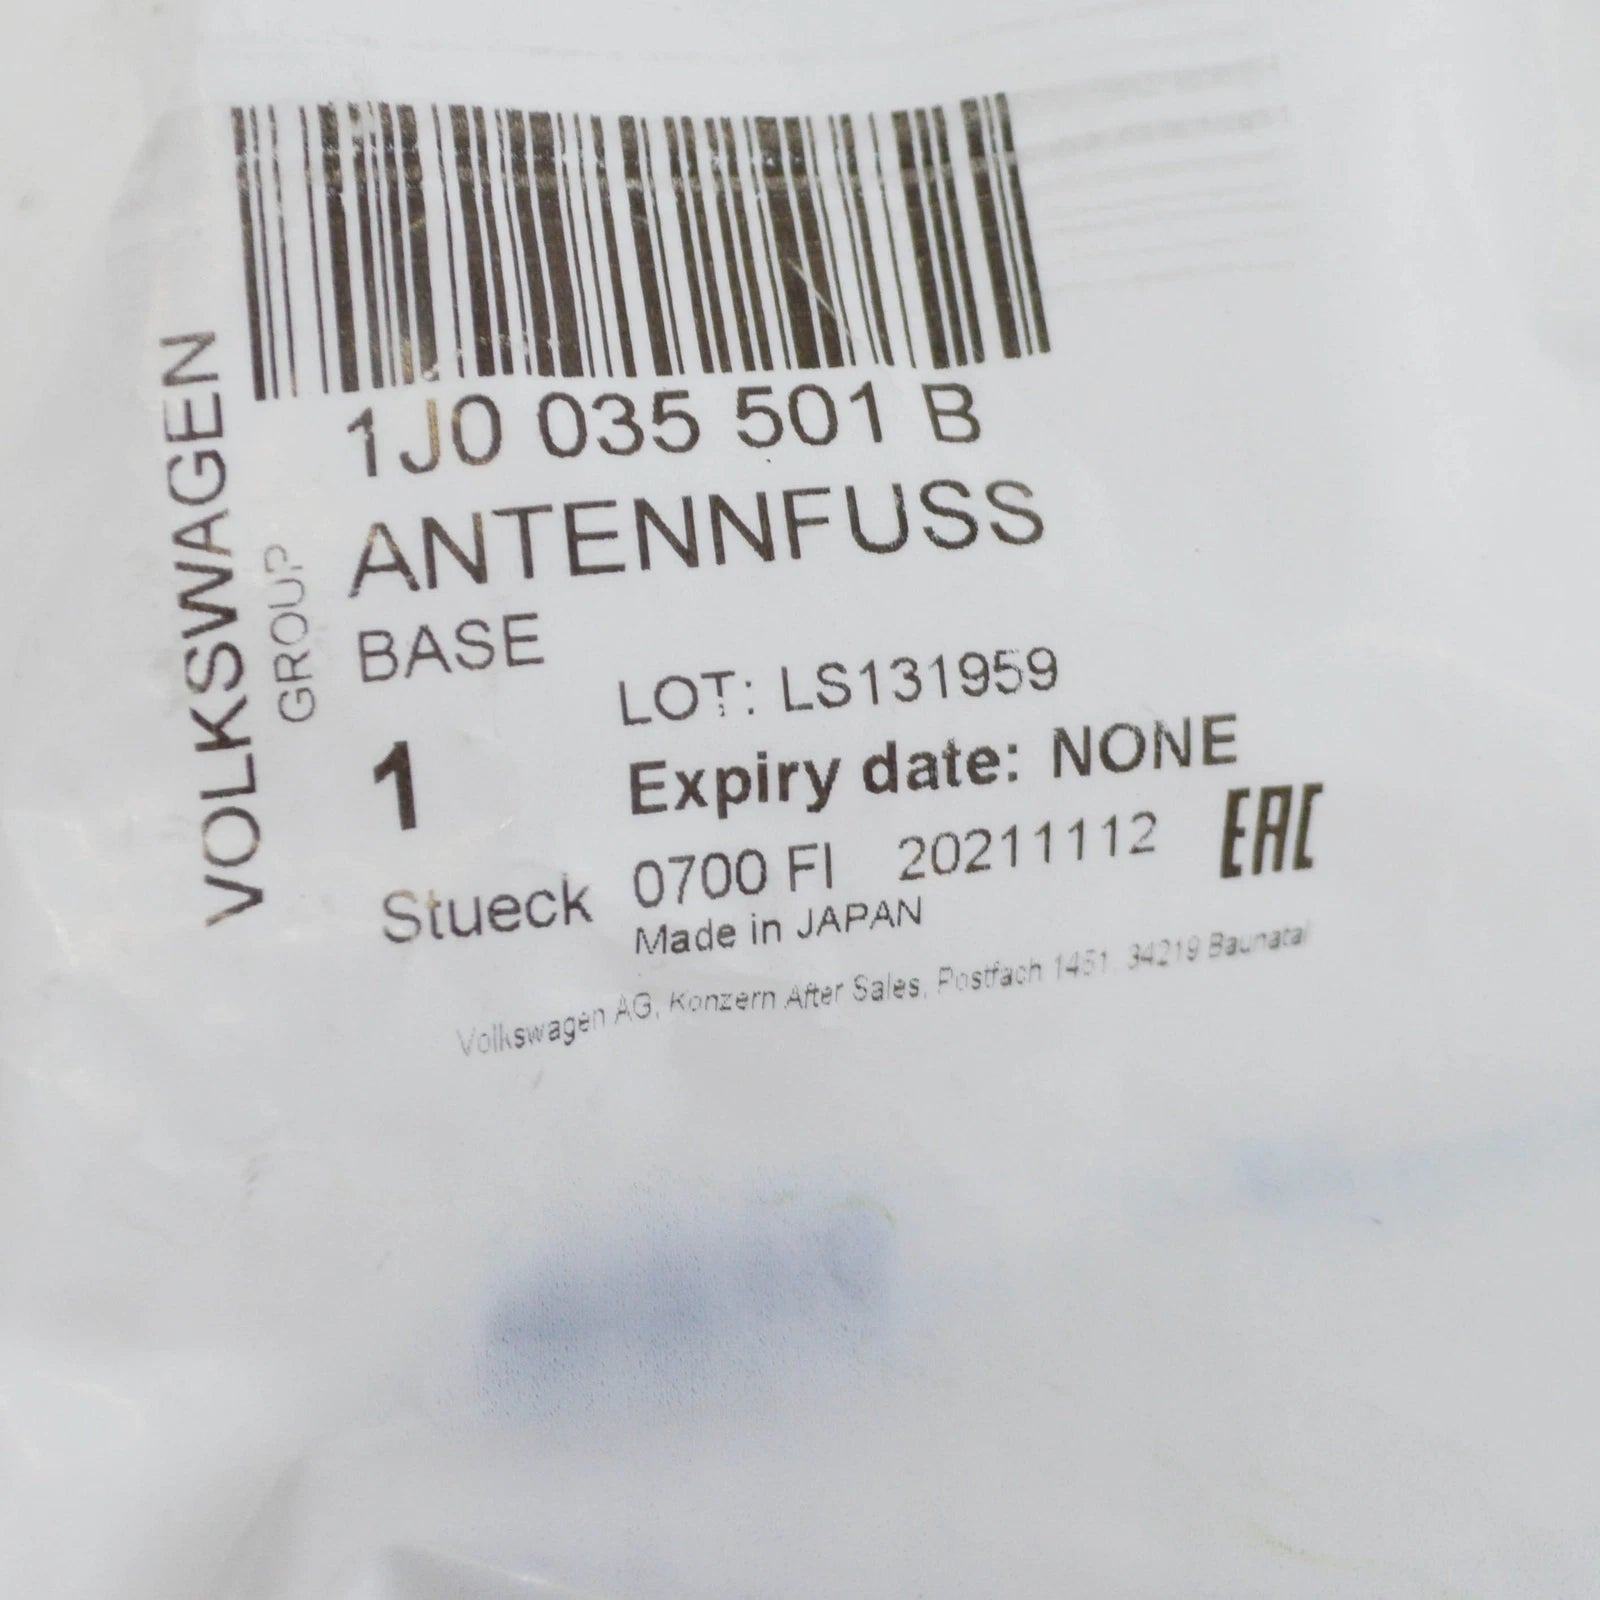 VOLKSWAGEN
GROUP
1J0 035 501 B
ANTENNFUSS
BASE
LOT: LS131959
1
Expiry date: NONE
Stueck
0700 FI 20211112 EAC
Made in JAPAN
Volkswagen AG, Konzern After Sales, Postfach 1451, 34219 Baunatal